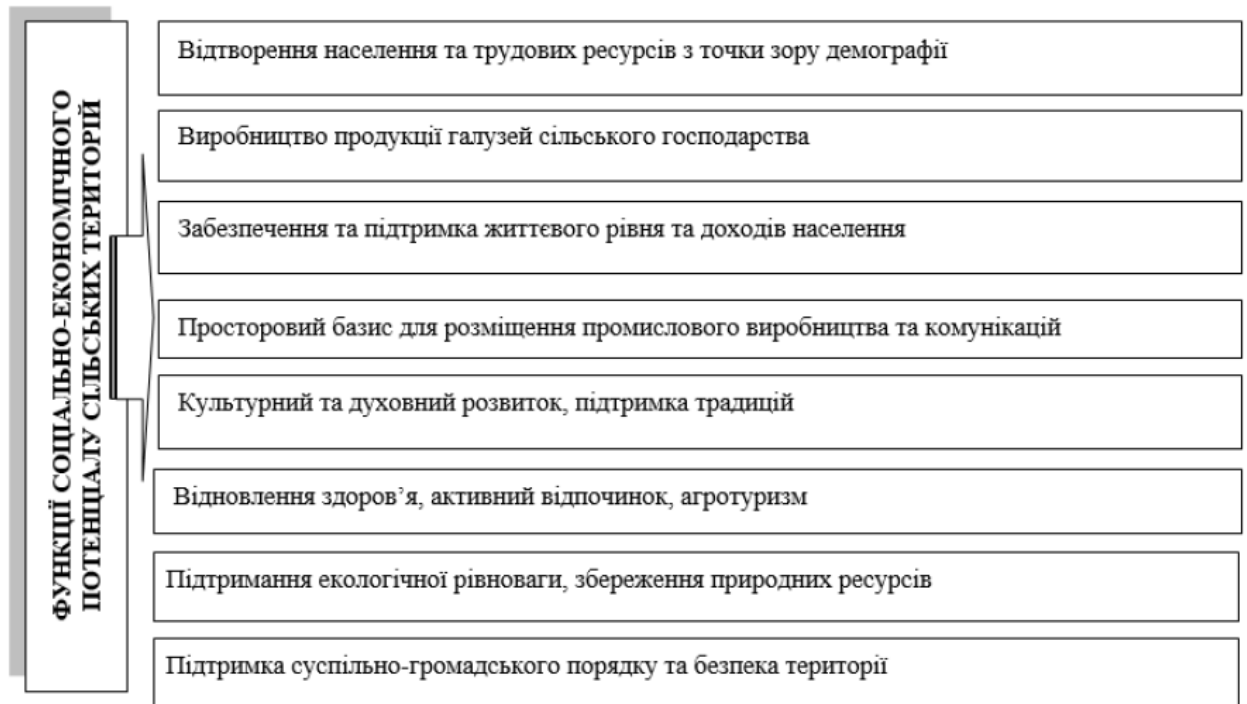 ФУНКЦІЇ СОЦІАЛЬНО-ЕКОНОМІЧНОГО
ПОТЕНЦІАЛУ СІЛЬСЬКИХ ТЕРИТОРІЙ
Відтворення населення та трудових ресурсів з точки зору демографії
Виробництво продукції галузей сільського господарства
Забезпечення та підтримка життєвого рівня та доходів населення
Просторовий базис для розміщення промислового виробництва та комунікацій
Культурний та духовний розвиток, підтримка традицій
Відновлення здоров’я, активний відпочинок, агротуризм
Підтримання екологічної рівноваги, збереження природних ресурсів
Підтримка суспільно-громадського порядку та безпека території